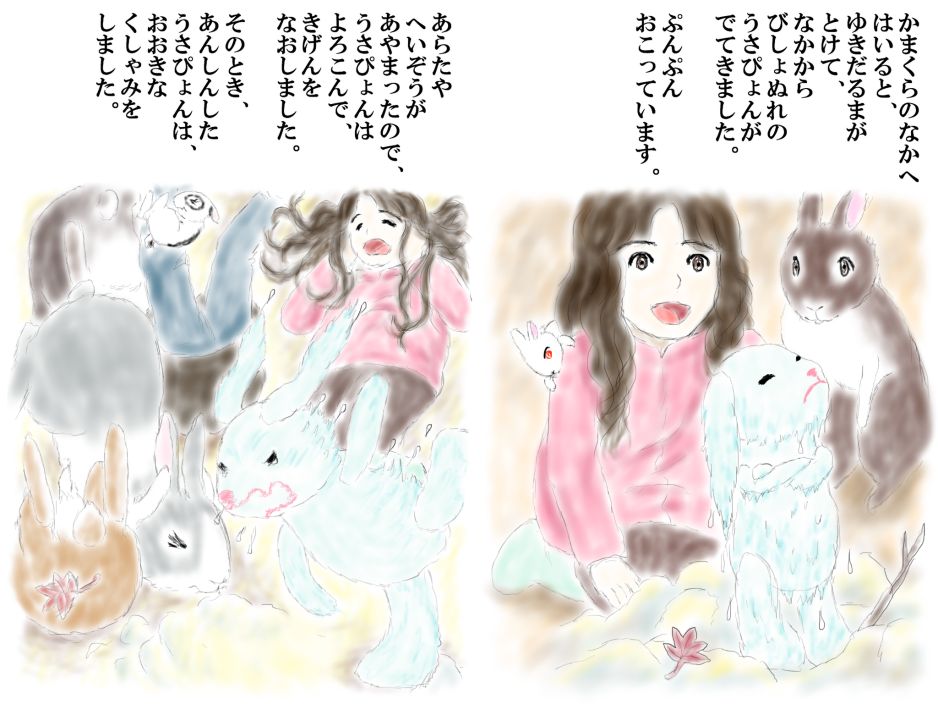 かまくらのなかへ
はいると、
ゆきだるまが
とけて、
なかから
びしょぬれの
うさぴょんが
でてきました。
ぷんぷん
おこっています。
あらたや
へいぞうが
あやまったので、
うさぴょんは
よろこんで、
きげんを
なおしました。
そのとき、
あんしんした
うさぴょんは、
おおきな
くしゃみを
しました。